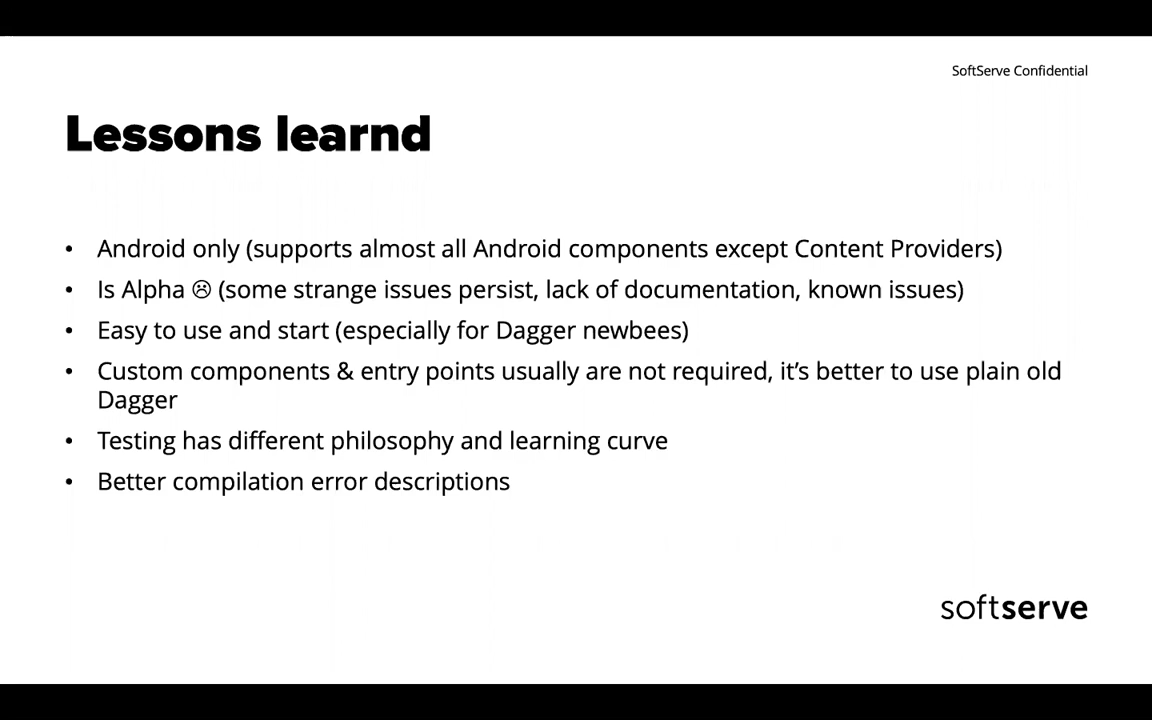 SoftServe Confidential
Lessons learnd
• Android only (supports almost all Android components except Content Providers)
• Is Alpha ☹ (some strange issues persist, lack of documentation, known issues)
• Easy to use and start (especially for Dagger newbees)
• Custom components & entry points usually are not required, it’s better to use plain old
Dagger
• Testing has different philosophy and learning curve
• Better compilation error descriptions
softserve